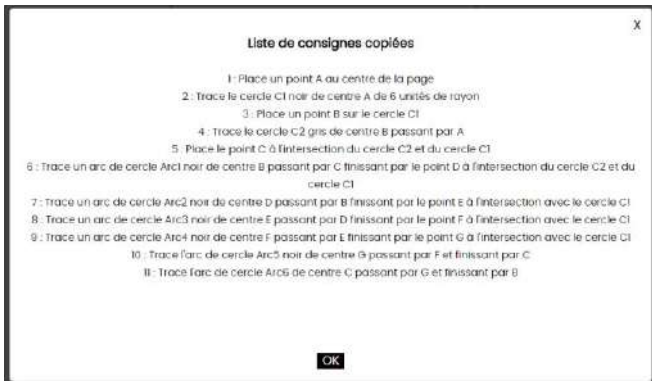 X
Liste de consignes copiées
1 : Place un point A au centre de la page
2 : Trace le cercle C1 noir de centre A de 6 unités de rayon
3 : Place un point B sur le cercle C1
4 : Trace le cercle C2 gris de centre B passant par A
5 : Place le point C à l'intersection du cercle C2 et du cercle C1
6 : Trace un arc de cercle Arc1 noir de centre B passant par C finissant par le point D à l'intersection du cercle C2 et du
cercle C1
7 : Trace un arc de cercle Arc2 noir de centre D passant par B finissant par le point E à l'intersection avec le cercle C1
8 : Trace un arc de cercle Arc3 noir de centre E passant par D finissant par le point F à l'intersection avec le cercle C1
9 : Trace un arc de cercle Arc4 noir de centre F passant par E finissant par le point G à l'intersection avec le cercle C1
10 : Trace l'arc de cercle Arc5 noir de centre G passant par F et finissant par C
11 : Trace l'arc de cercle Arc6 de centre C passant par G et finissant par B
OK